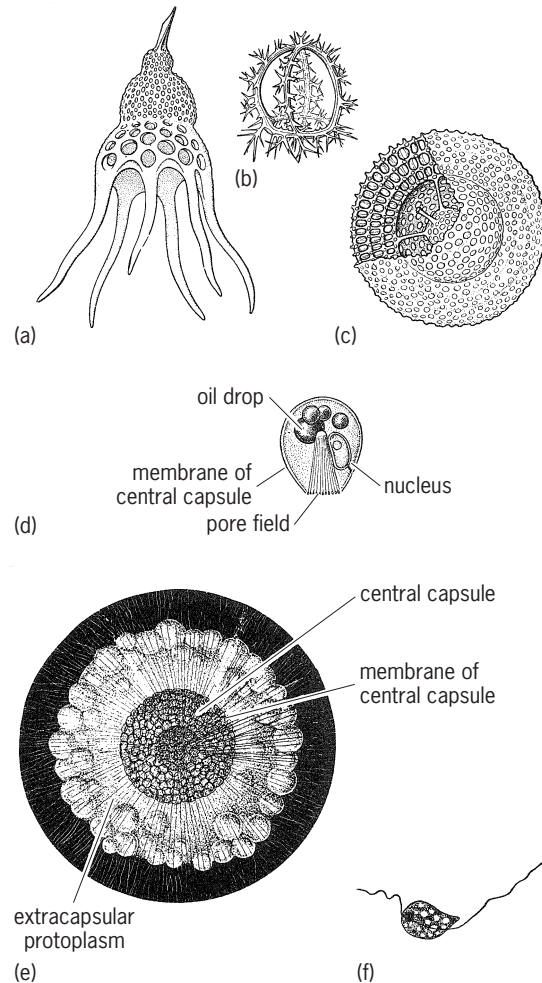 (a)
(b)
(c)
oil drop
membrane of
central capsule
nucleus
pore field
(d)
central capsule
membrane of
central capsule
extracapsular
protoplasm
(e)
(f)